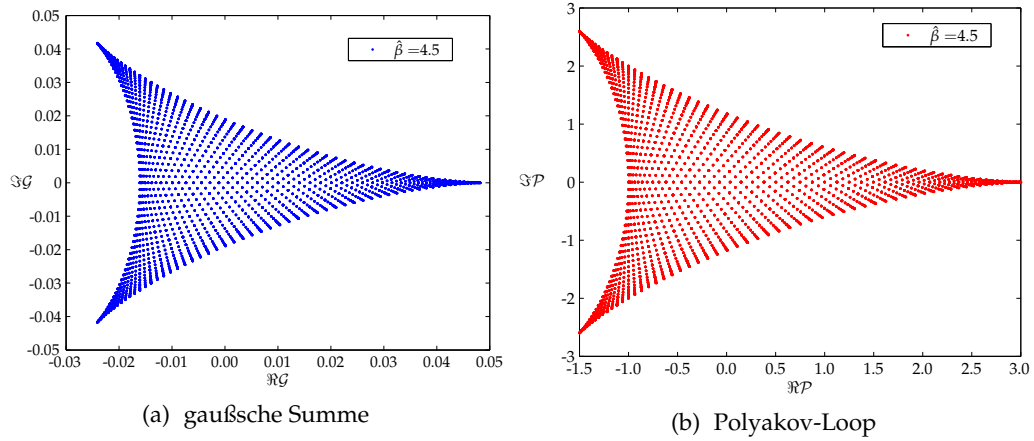 0.05
0.04
0.03
0.02
0.01
0
-0.01
-0.02
-0.03
-0.04
-0.05
ℑ𝒢
β̂ =4.5
-0.03 -0.02 -0.01 0.00 0.01 0.02 0.03 0.04 0.05
ℜ𝒢
(a) gaußsche Summe
3
2
1
0
-1
-2
-3
ℑ𝒫
β̂ =4.5
-1.5 -1.0 -0.5 0.0 0.5 1.0 1.5 2.0 2.5 3.0
ℜ𝒫
(b) Polyakov-Loop